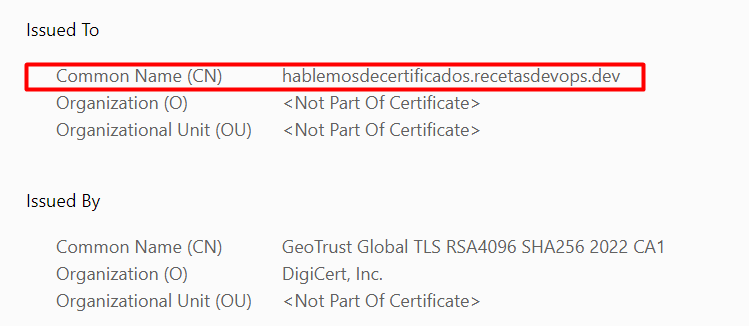 Issued To
Common Name (CN) hablemosdecertificados.recetasdevops.dev
Organization (O) <Not Part Of Certificate>
Organizational Unit (OU) <Not Part Of Certificate>
Issued By
Common Name (CN) GeoTrust Global TLS RSA4096 SHA256 2022 CA1
Organization (O) DigiCert, Inc.
Organizational Unit (OU) <Not Part Of Certificate>